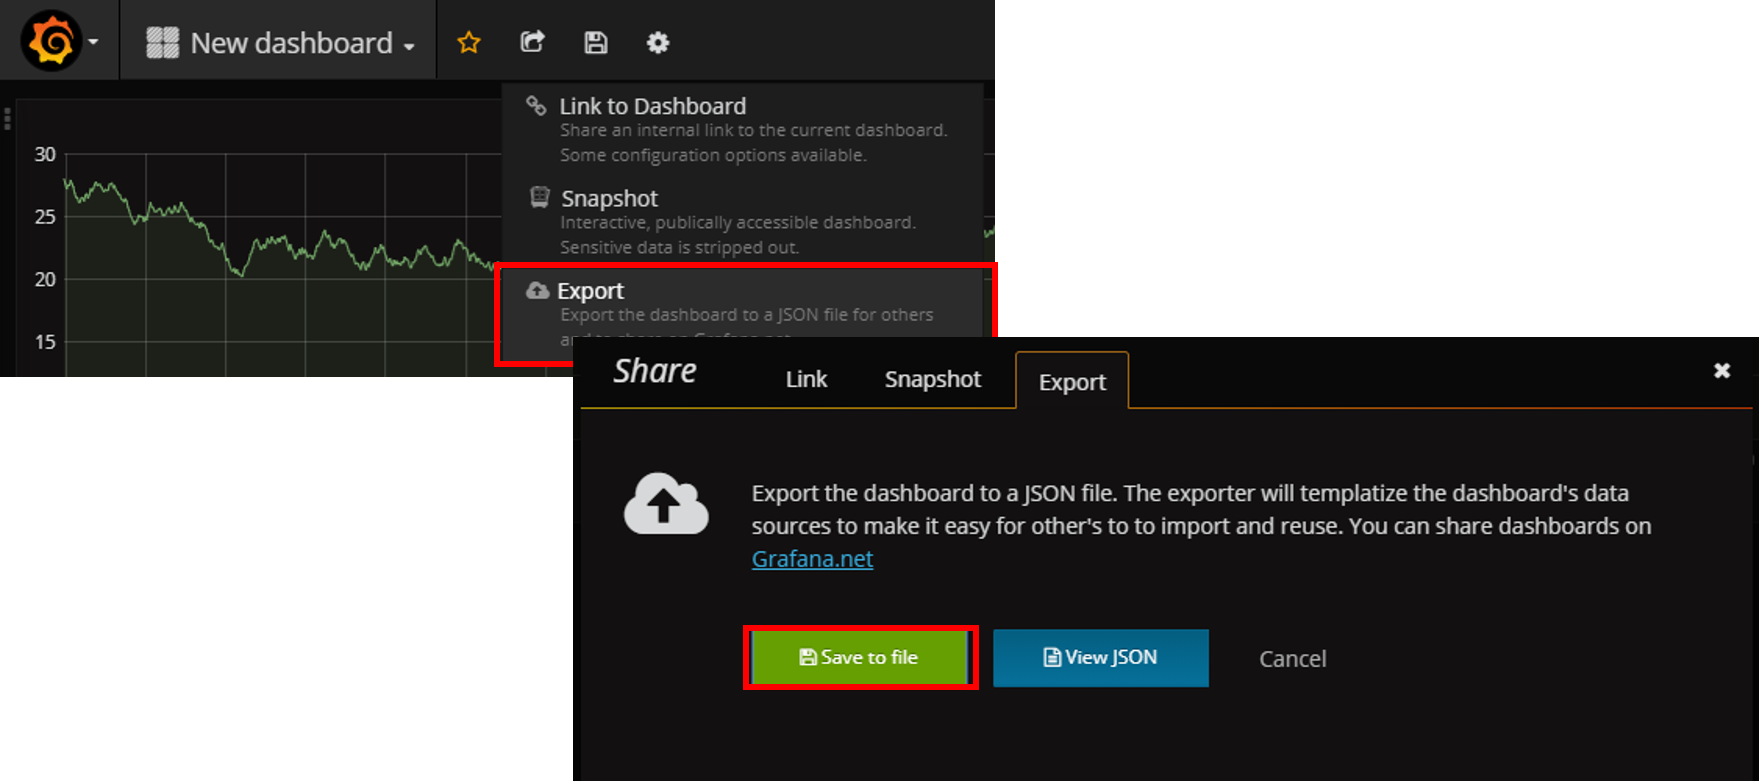 New dashboard
Link to Dashboard
Share an internal link to the current dashboard.
Some configuration options available.
Snapshot
Interactive, publically accessible dashboard.
Sensitive data is stripped out.
Export
Export the dashboard to a JSON file for others
30
25
20
15
Share
Link
Snapshot
Export
Export the dashboard to a JSON file. The exporter will templatize the dashboard's data
sources to make it easy for other's to to import and reuse. You can share dashboards on
Grafana.net
Save to file
View JSON
Cancel